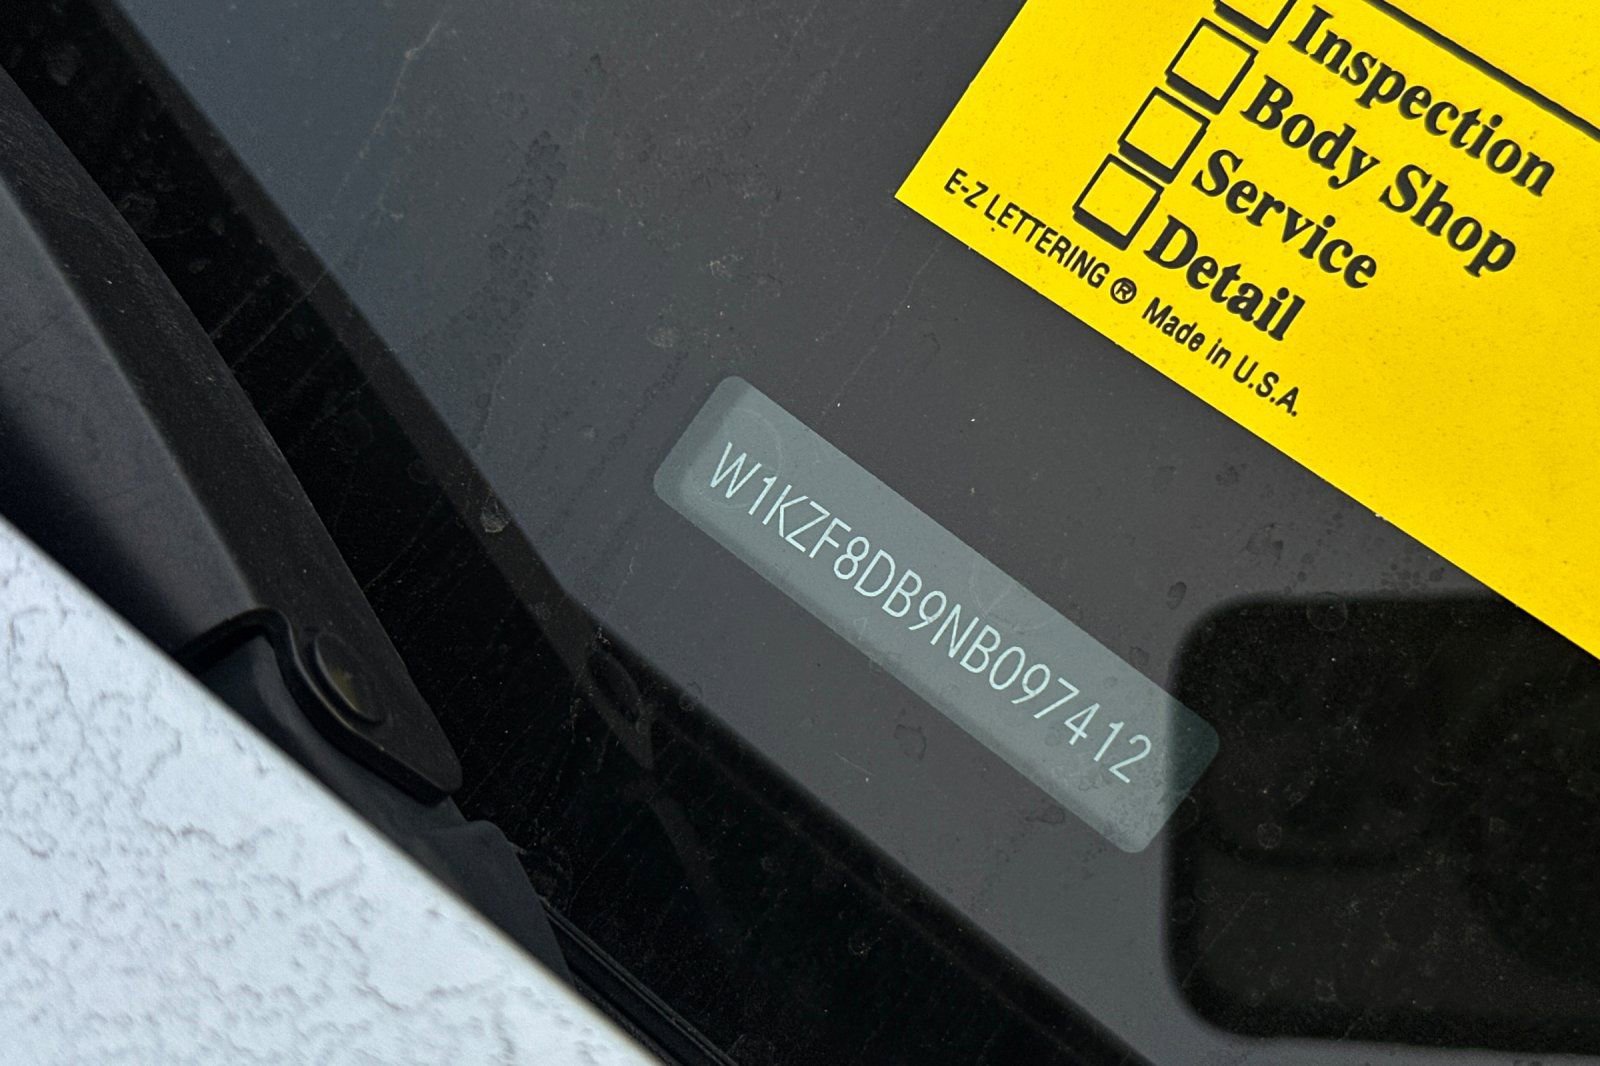 Inspection
Body Shop
Service
Detail
E-Z LETTERING ® Made in U.S.A.
W1KZF8DB9NB097412